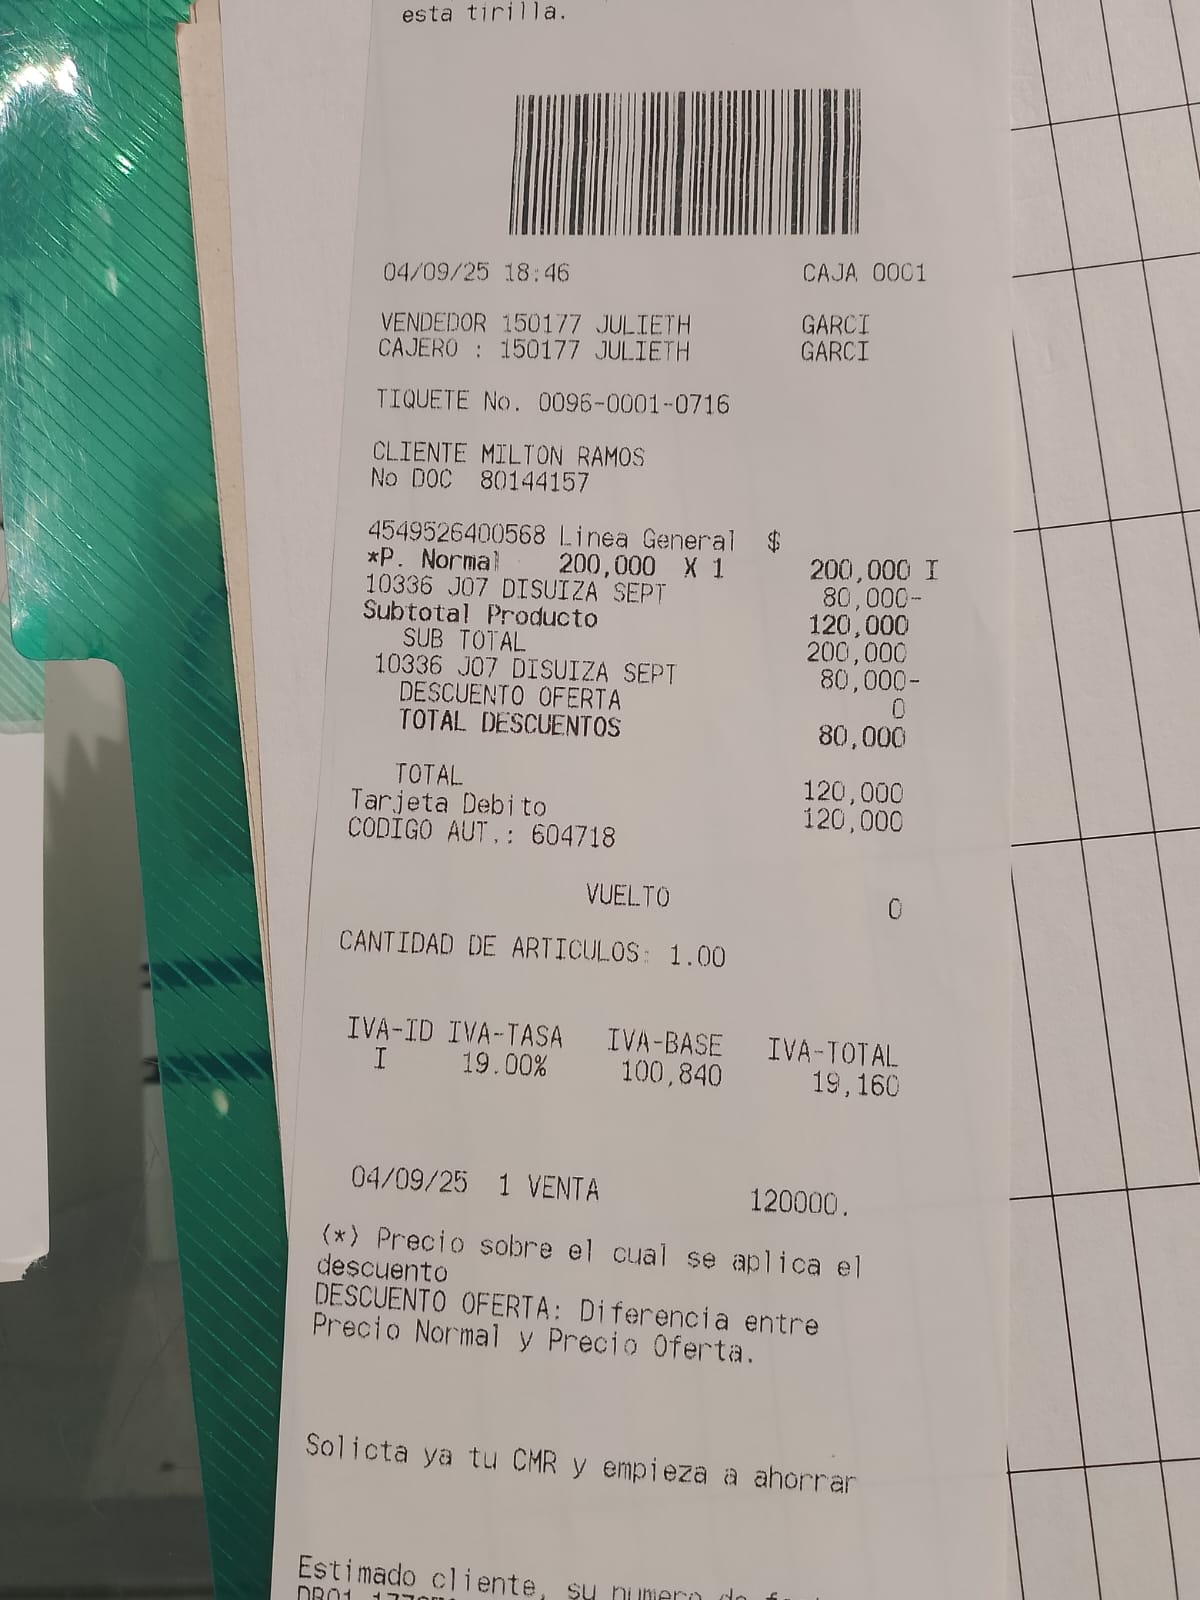 esta tirilla.
04/09/25 18:46 CAJA 0001
VENDEDOR 150177 JULIETH GARCI
CAJERO : 150177 JULIETH GARCI
TIQUETE No. 0096-0001-0716
CLIENTE MILTON RAMOS
No DOC 80144157
4549526400568 Linea General $
*P. Normal 200,000 X 1 200,000 I
10336 J07 DISUIZA SEPT 80,000-
Subtotal Producto 120,000
SUB TOTAL 200,000
10336 J07 DISUIZA SEPT 80,000-
DESCUENTO OFERTA 0
TOTAL DESCUENTOS 80,000
TOTAL 120,000
Tarjeta Debito 120,000
CODIGO AUT.: 604718
VUELTO 0
CANTIDAD DE ARTICULOS: 1.00
IVA-ID IVA-TASA IVA-BASE IVA-TOTAL
I 19.00% 100,840 19,160
04/09/25 1 VENTA 120000.
(*) Precio sobre el cual se aplica el
descuento
DESCUENTO OFERTA: Diferencia entre
Precio Normal y Precio Oferta.
Solicta ya tu CMR y empieza a ahorrar
Estimado cliente, su numero de